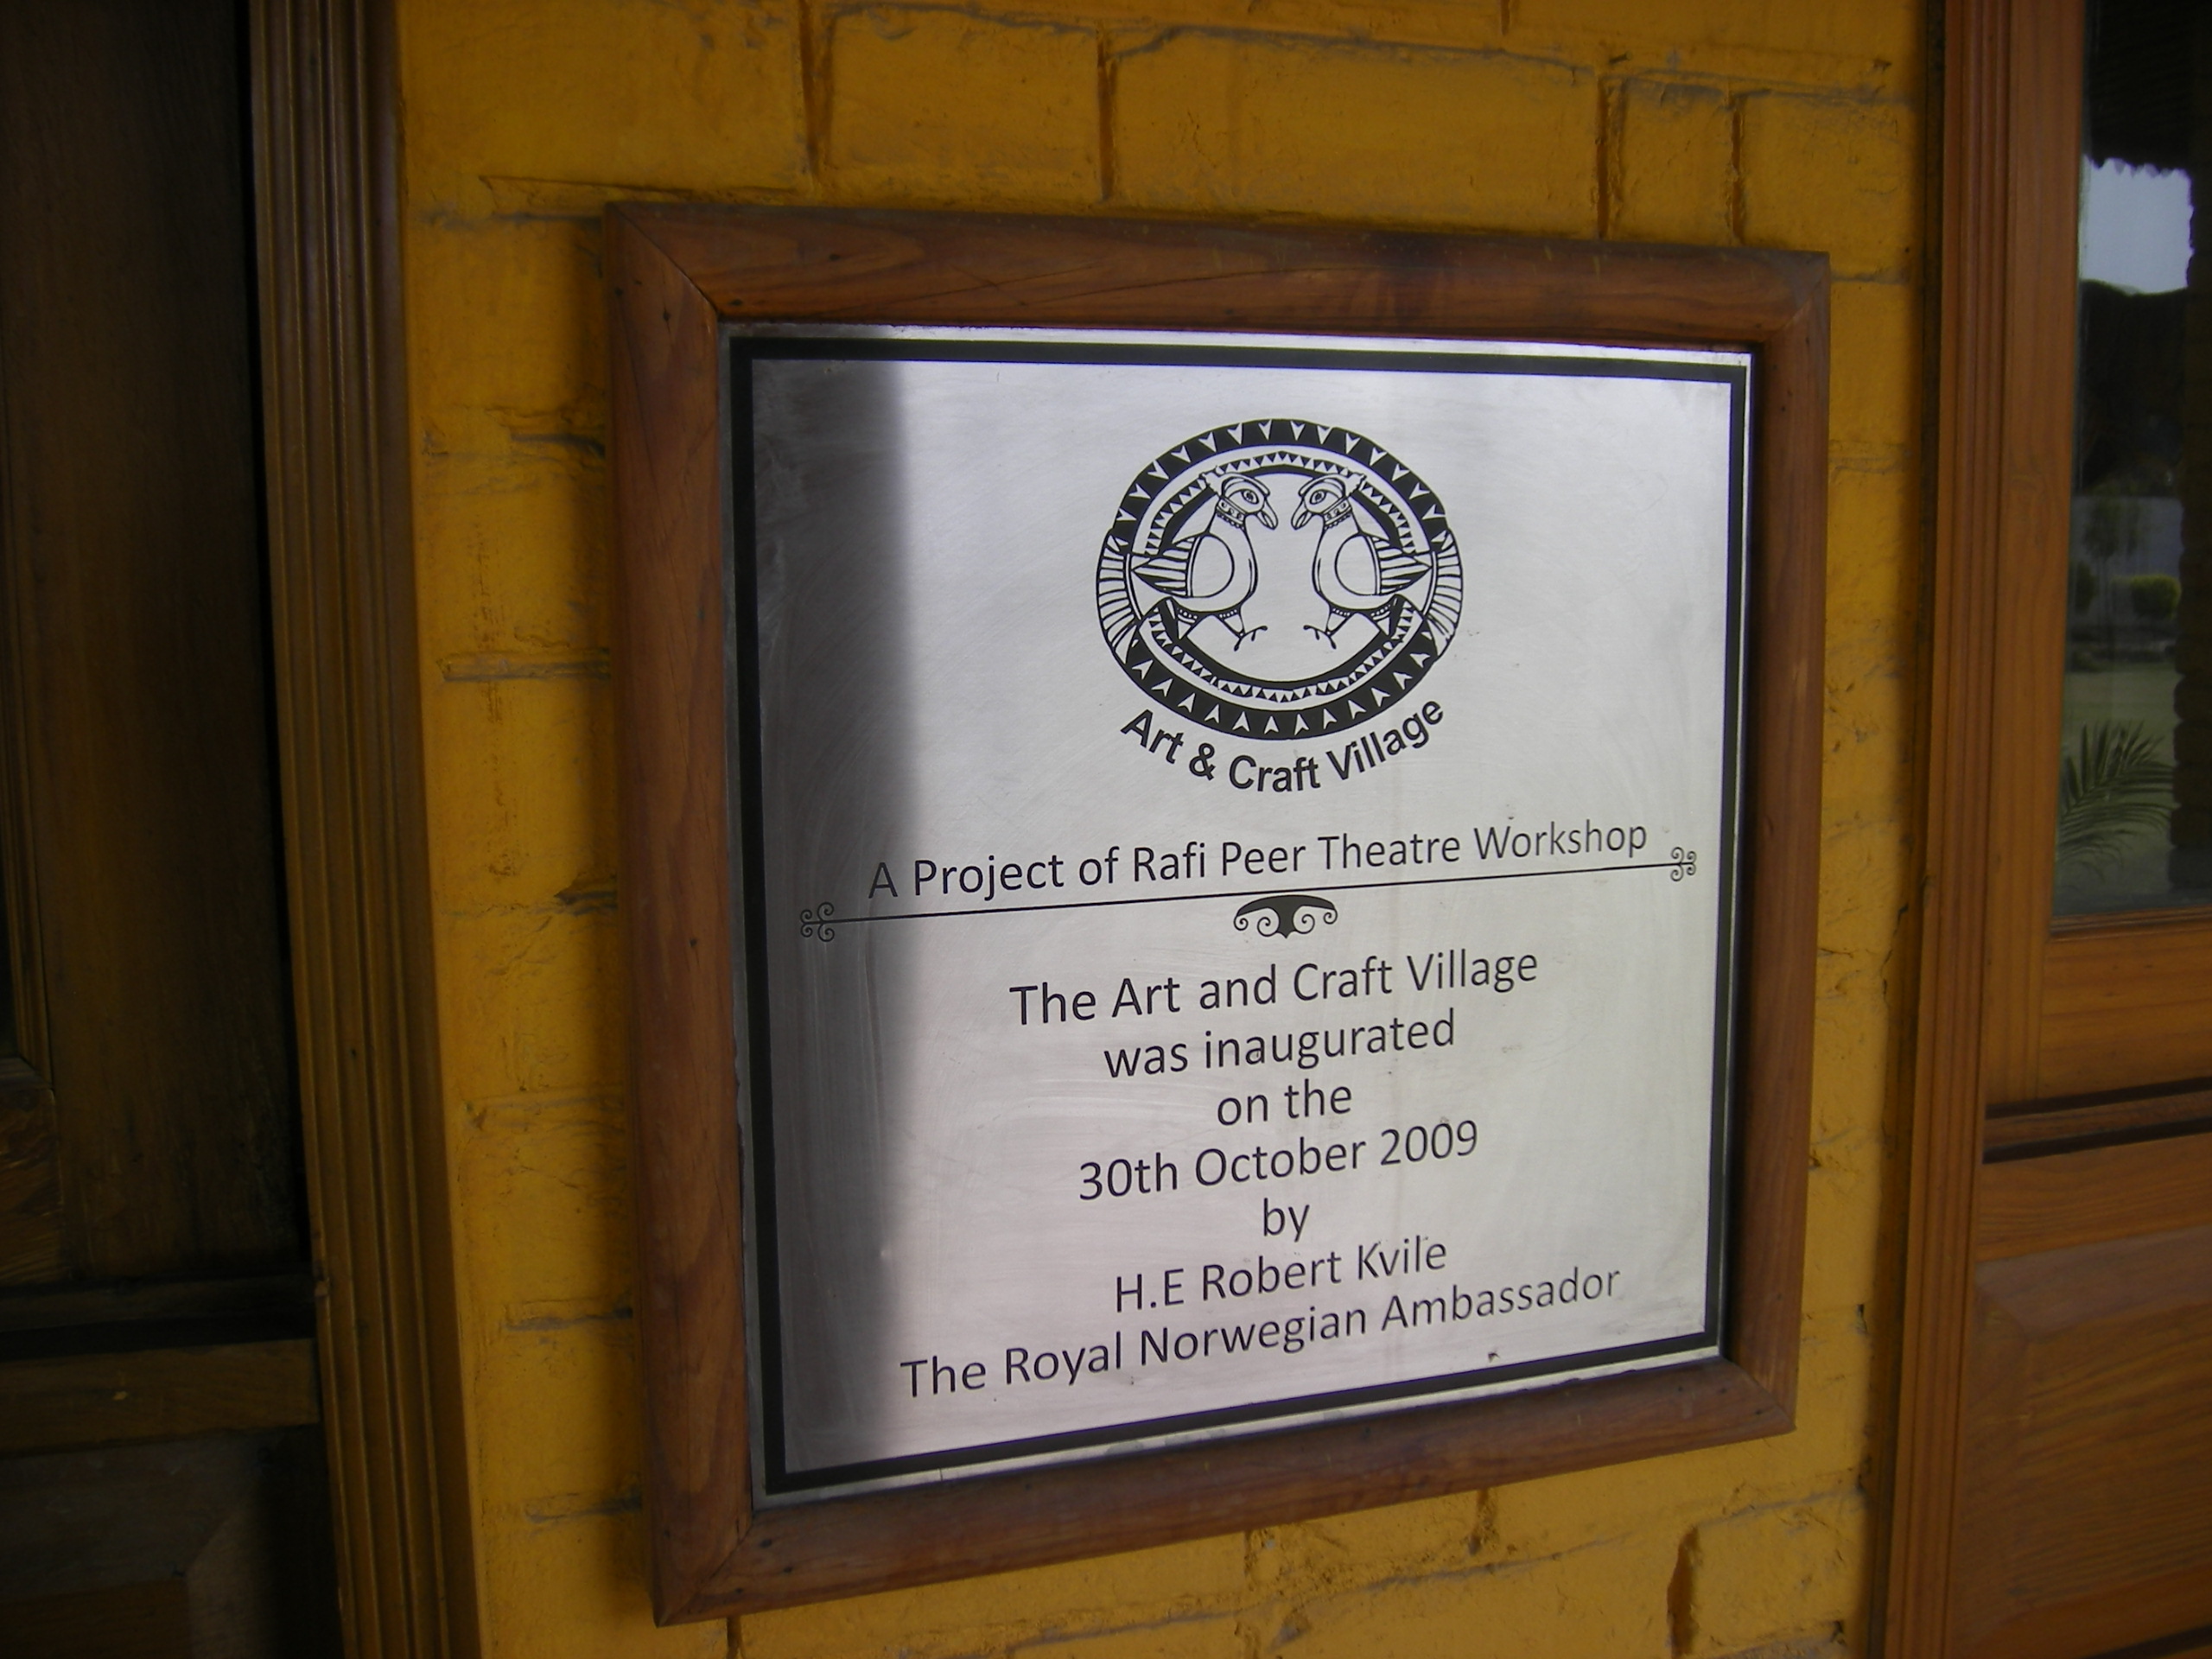 Art & Craft Village
A Project of Rafi Peer Theatre Workshop
The Art and Craft Village
was inaugurated
on the
30th October 2009
by
H.E Robert Kvile
The Royal Norwegian Ambassador